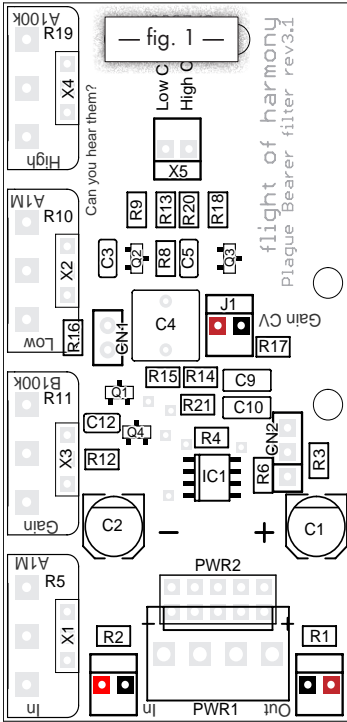 — fig. 1 —
A100k
R19
X4
High
Can you hear them?
Low C
High C
X5
flight of harmony
Plague Bearer filter rev3.1
A1M
R10
X2
Low
R16
R9
R13
R20
R18
C3
Q2
R8
C5
Q3
CN1
C4
J1
Gain CV
R17
B100k
R11
X3
Gain
R15
R14
C9
Q1
R21
C10
C12
Q4
R4
CN2
R12
IC1
R6
R3
C2
−
+
C1
A1M
R5
X1
In
PWR2
R2
R1
In
PWR1
Out